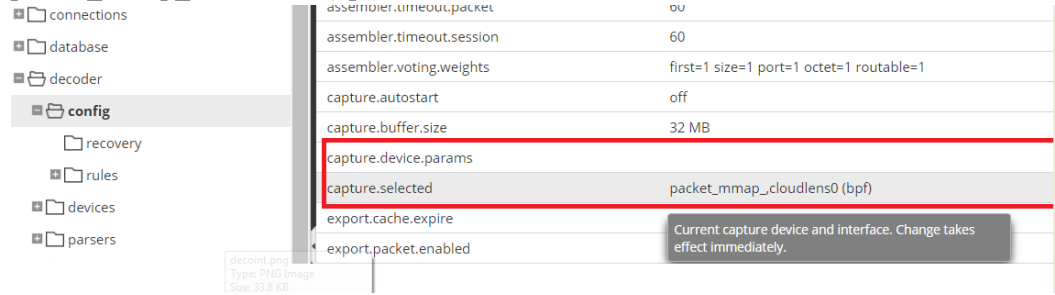 connections
database
decoder
config
recovery
rules
devices
parsers
assembler.timeout.packet 60
assembler.timeout.session 60
assembler.voting.weights first=1 size=1 port=1 octet=1 routable=1
capture.autostart off
capture.buffer.size 32 MB
capture.device.params
capture.selected packet_mmap_,cloudlens0 (bpf)
export.cache.expire
export.packet.enabled
Current capture device and interface. Change takes
effect immediately.
decoint.png
Type: PNG Image
Size: 33.8 KB